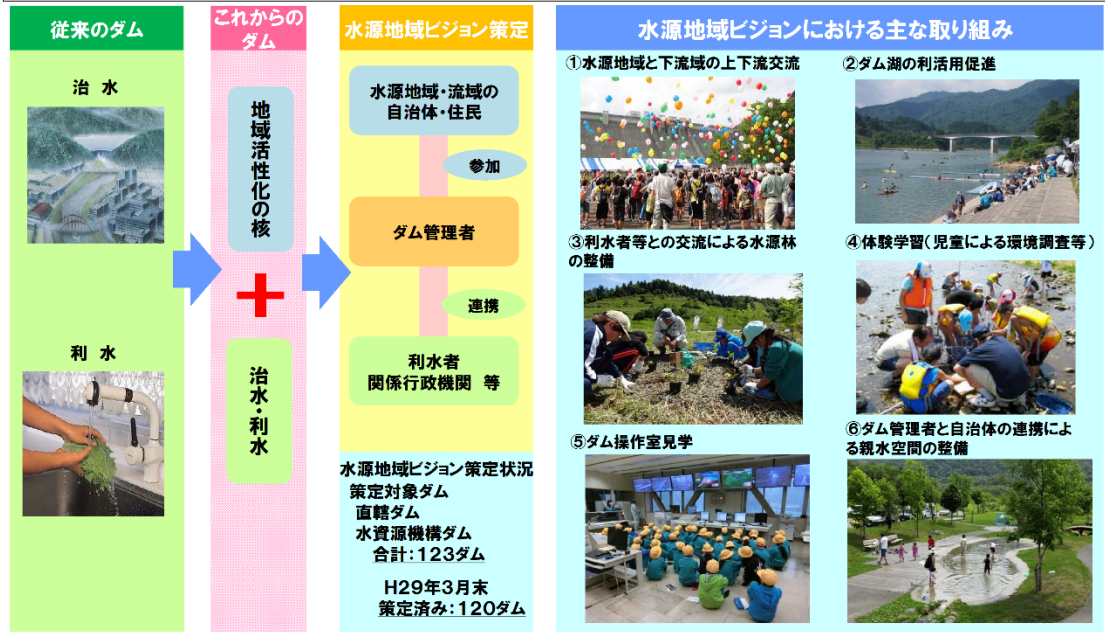 従来のダム
治 水
利 水
これからの
ダム
地域活性化の核
＋
治水・利水
水源地域ビジョン策定
水源地域・流域の
自治体・住民
参加
ダム管理者
連携
利水者
関係行政機関 等
水源地域ビジョン策定状況
策定対象ダム
直轄ダム
水資源機構ダム
合計：123ダム
H29年3月末
策定済み：120ダム
水源地域ビジョンにおける主な取り組み
①水源地域と下流域の上下流交流
②ダム湖の利活用促進
③利水者等との交流による水源林
の整備
④体験学習（児童による環境調査等）
⑤ダム操作室見学
⑥ダム管理者と自治体の連携によ
る親水空間の整備